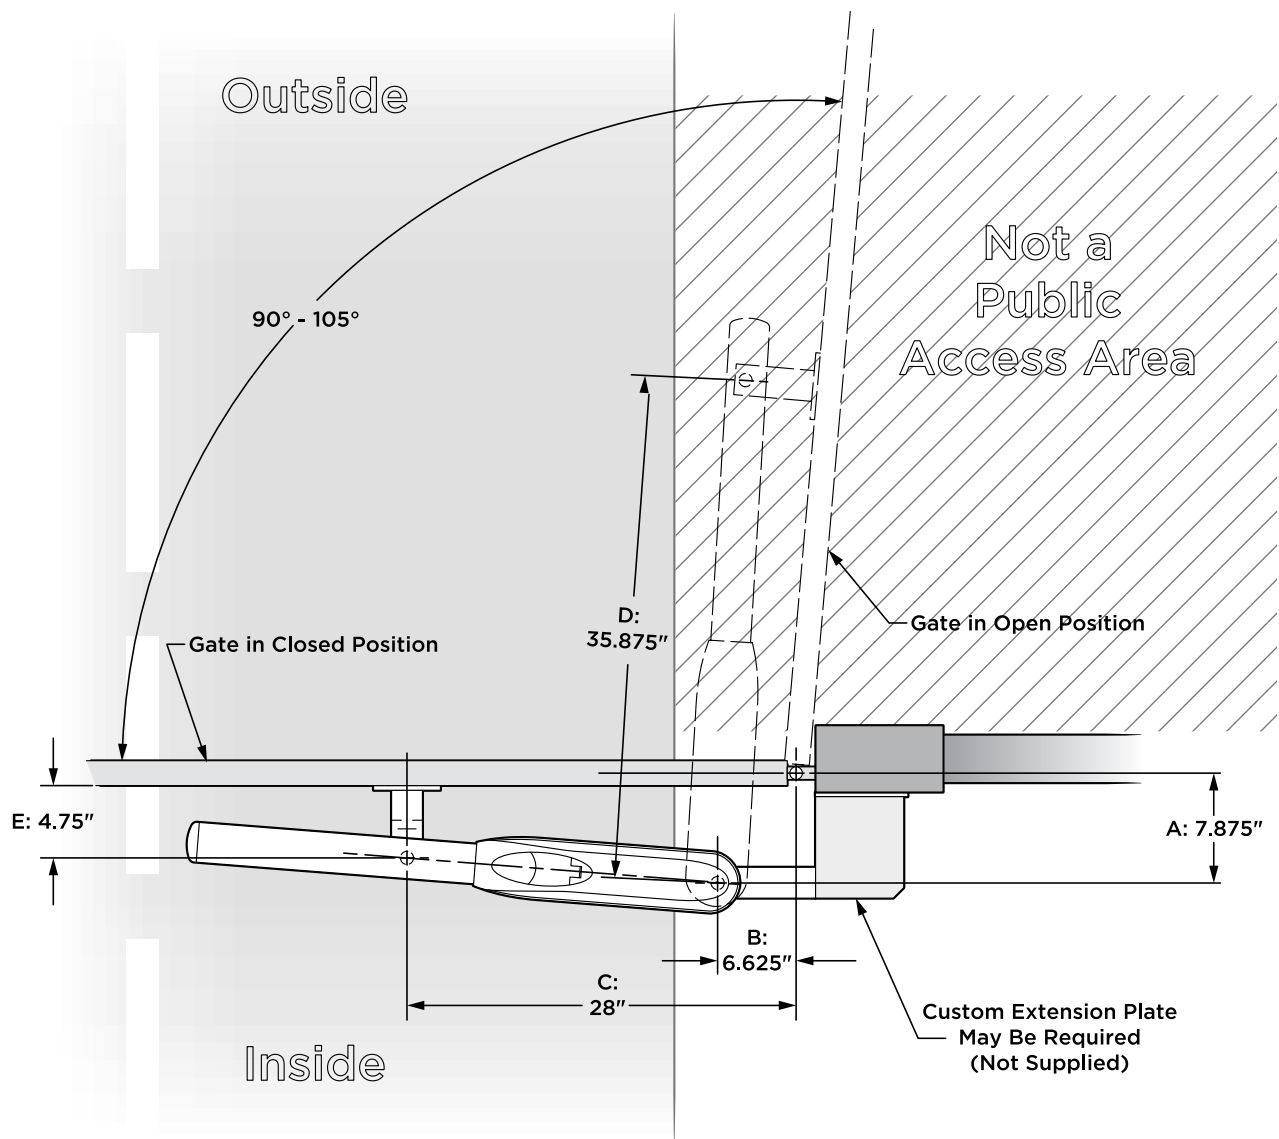 Outside
Not a
Public
Access Area
90° - 105°
D:
35.875"
Gate in Open Position
Gate in Closed Position
E: 4.75"
A: 7.875"
B:
6.625"
C:
28"
Custom Extension Plate
May Be Required
(Not Supplied)
Inside